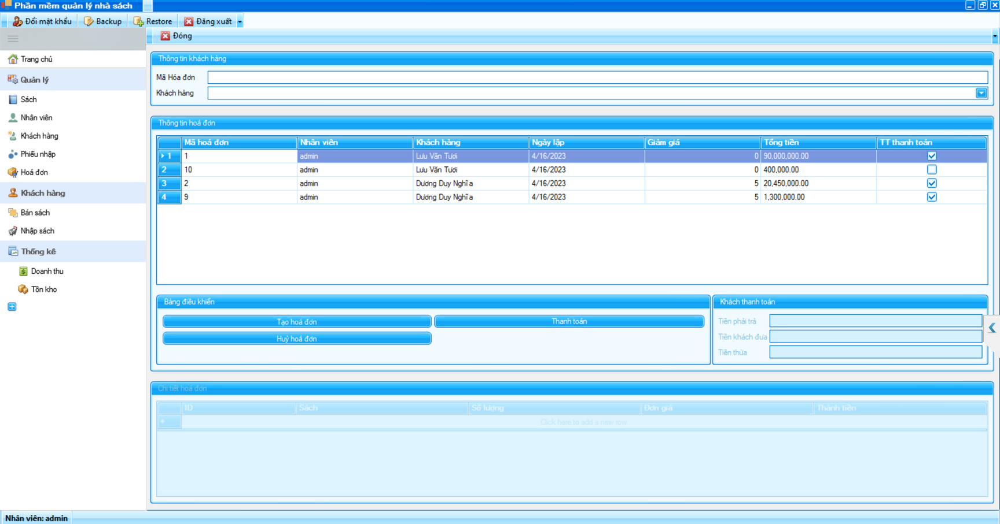 Phần mềm quản lý nhà sách
Đổi mật khẩu Backup Restore Đăng xuất
Đóng
Trang chủ
Quản lý
Sách
Nhân viên
Khách hàng
Phiếu nhập
Hoá đơn
Khách hàng
Bán sách
Nhập sách
Thống kê
Doanh thu
Tồn kho
Thông tin khách hàng
Mã Hóa đơn
Khách hàng
Thông tin hoá đơn
Mã hoá đơn Nhân viên Khách hàng Ngày lập Giảm giá Tổng tiền TT thanh toán
1 1 admin Lưu Văn Tươi 4/16/2023 0 90,000,000.00
2 10 admin Lưu Văn Tươi 4/16/2023 0 400,000.00
3 2 admin Dương Duy Nghĩa 4/16/2023 5 20,450,000.00
4 9 admin Dương Duy Nghĩa 4/16/2023 5 1,300,000.00
Bảng điều khiển
Tạo hoá đơn Thanh toán
Huỷ hoá đơn
Khách thanh toán
Tiền phải trả
Tiền khách đưa
Tiền thừa
Chi tiết hoá đơn
ID Sách Số lượng Đơn giá Thành tiền
Click here to add a new row
Nhân viên: admin